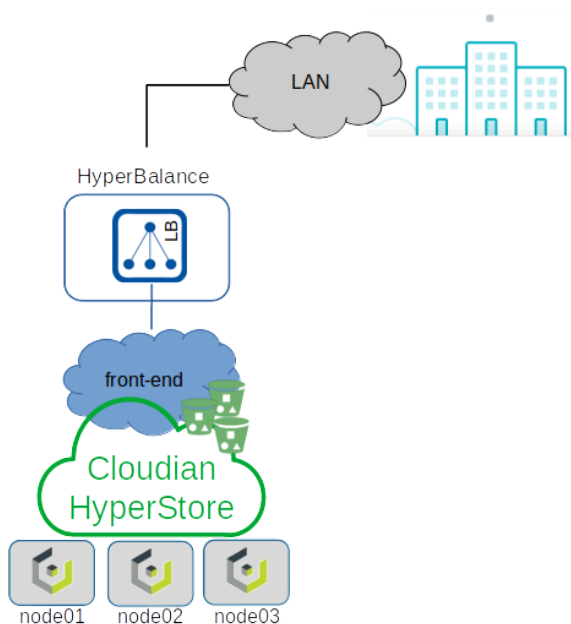 LAN
HyperBalance
LB
front-end
Cloudian
HyperStore
node01
node02
node03